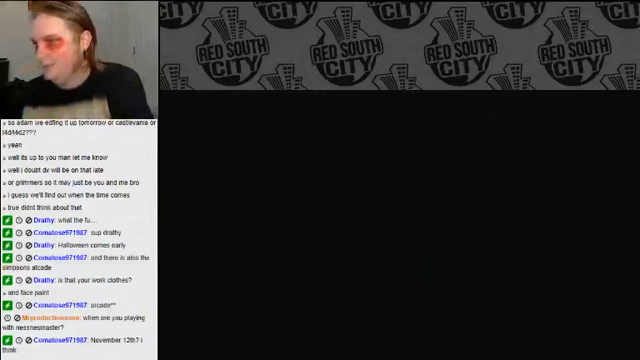 RED SOUTH CITY
RED SOUTH CITY
RED SOUTH CITY
RED SOUTH CITY
so adam we edfing it up tomorrow or castlevania or
l4d/l4d2???
yeah
well its up to you man let me know
well i doubt dv will be on that late
or grimmers so it may just be you and me bro
i guess we'll find out when the time comes
true didnt think about that
Drathy: what the fu....
Comatose971987: sup drathy
Drathy: Halloween comes early
Comatose971987: and there is also the
simpsons atcade
Drathy: is that your work clothes?
and face paint
Comatose971987: arcade**
when are you playing
with nessnesmaster?
Comatose971987: November 12th? i
think